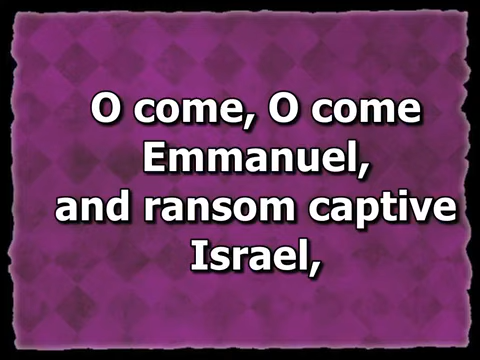 O come, O come
Emmanuel,
and ransom captive
Israel,